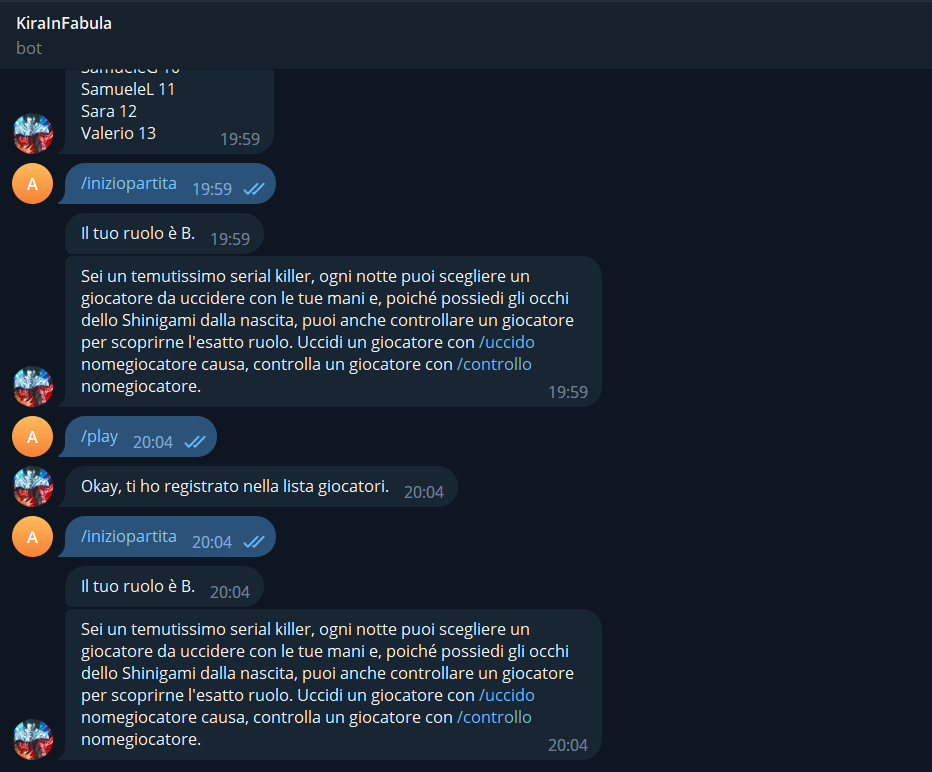 KiraInFabula
bot
SamueleG 10
SamueleL 11
Sara 12
Valerio 13
19:59
A
/iniziopartita 19:59
Il tuo ruolo è B. 19:59
Sei un temutissimo serial killer, ogni notte puoi scegliere un
giocatore da uccidere con le tue mani e, poiché possiedi gli occhi
dello Shinigami dalla nascita, puoi anche controllare un giocatore
per scoprirne l'esatto ruolo. Uccidi un giocatore con /uccido
nomegiocatore causa, controlla un giocatore con /controllo
nomegiocatore.
19:59
A
/play 20:04
Okay, ti ho registrato nella lista giocatori. 20:04
A
/iniziopartita 20:04
Il tuo ruolo è B. 20:04
Sei un temutissimo serial killer, ogni notte puoi scegliere un
giocatore da uccidere con le tue mani e, poiché possiedi gli occhi
dello Shinigami dalla nascita, puoi anche controllare un giocatore
per scoprirne l'esatto ruolo. Uccidi un giocatore con /uccido
nomegiocatore causa, controlla un giocatore con /controllo
nomegiocatore.
20:04